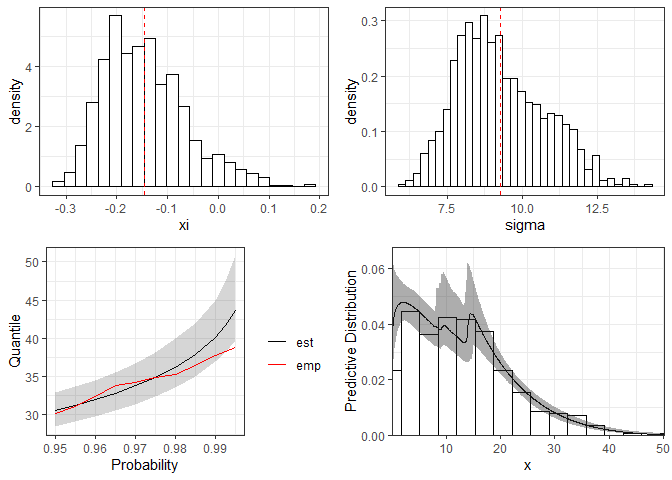 density
4
2
0
-0.3 -0.2 -0.1 0.0 0.1 0.2
xi
density
0.3
0.2
0.1
0.0
7.5 10.0 12.5
sigma
Quantile
50
45
40
35
30
0.95 0.96 0.97 0.98 0.99
Probability
est
emp
Predictive Distribution
0.06
0.04
0.02
0.00
10 20 30 40 50
x